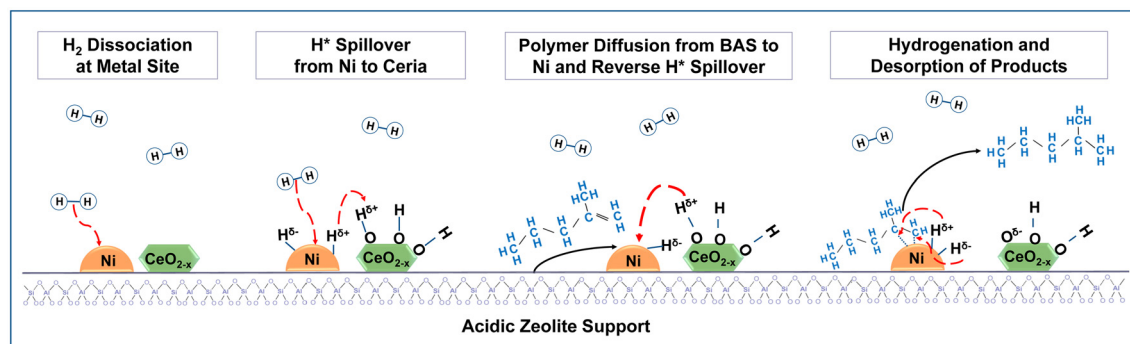 H₂ Dissociation
at Metal Site
H* Spillover
from Ni to Ceria
Polymer Diffusion from BAS to
Ni and Reverse H* Spillover
Hydrogenation and
Desorption of Products
H H
H H
H H
Ni
CeO₂₋ₓ
H H
H H
Hδ-
Hδ+
Hδ+
H
O
O
O
H
Ni
CeO₂₋ₓ
H H
H H
Hδ-
Hδ+
H
O
O
O
H
Ni
CeO₂₋ₓ
H H
H H
Hδ+
Hδ-
Ni
Oδ-
H
O
O
H
CeO₂₋ₓ
Acidic Zeolite Support